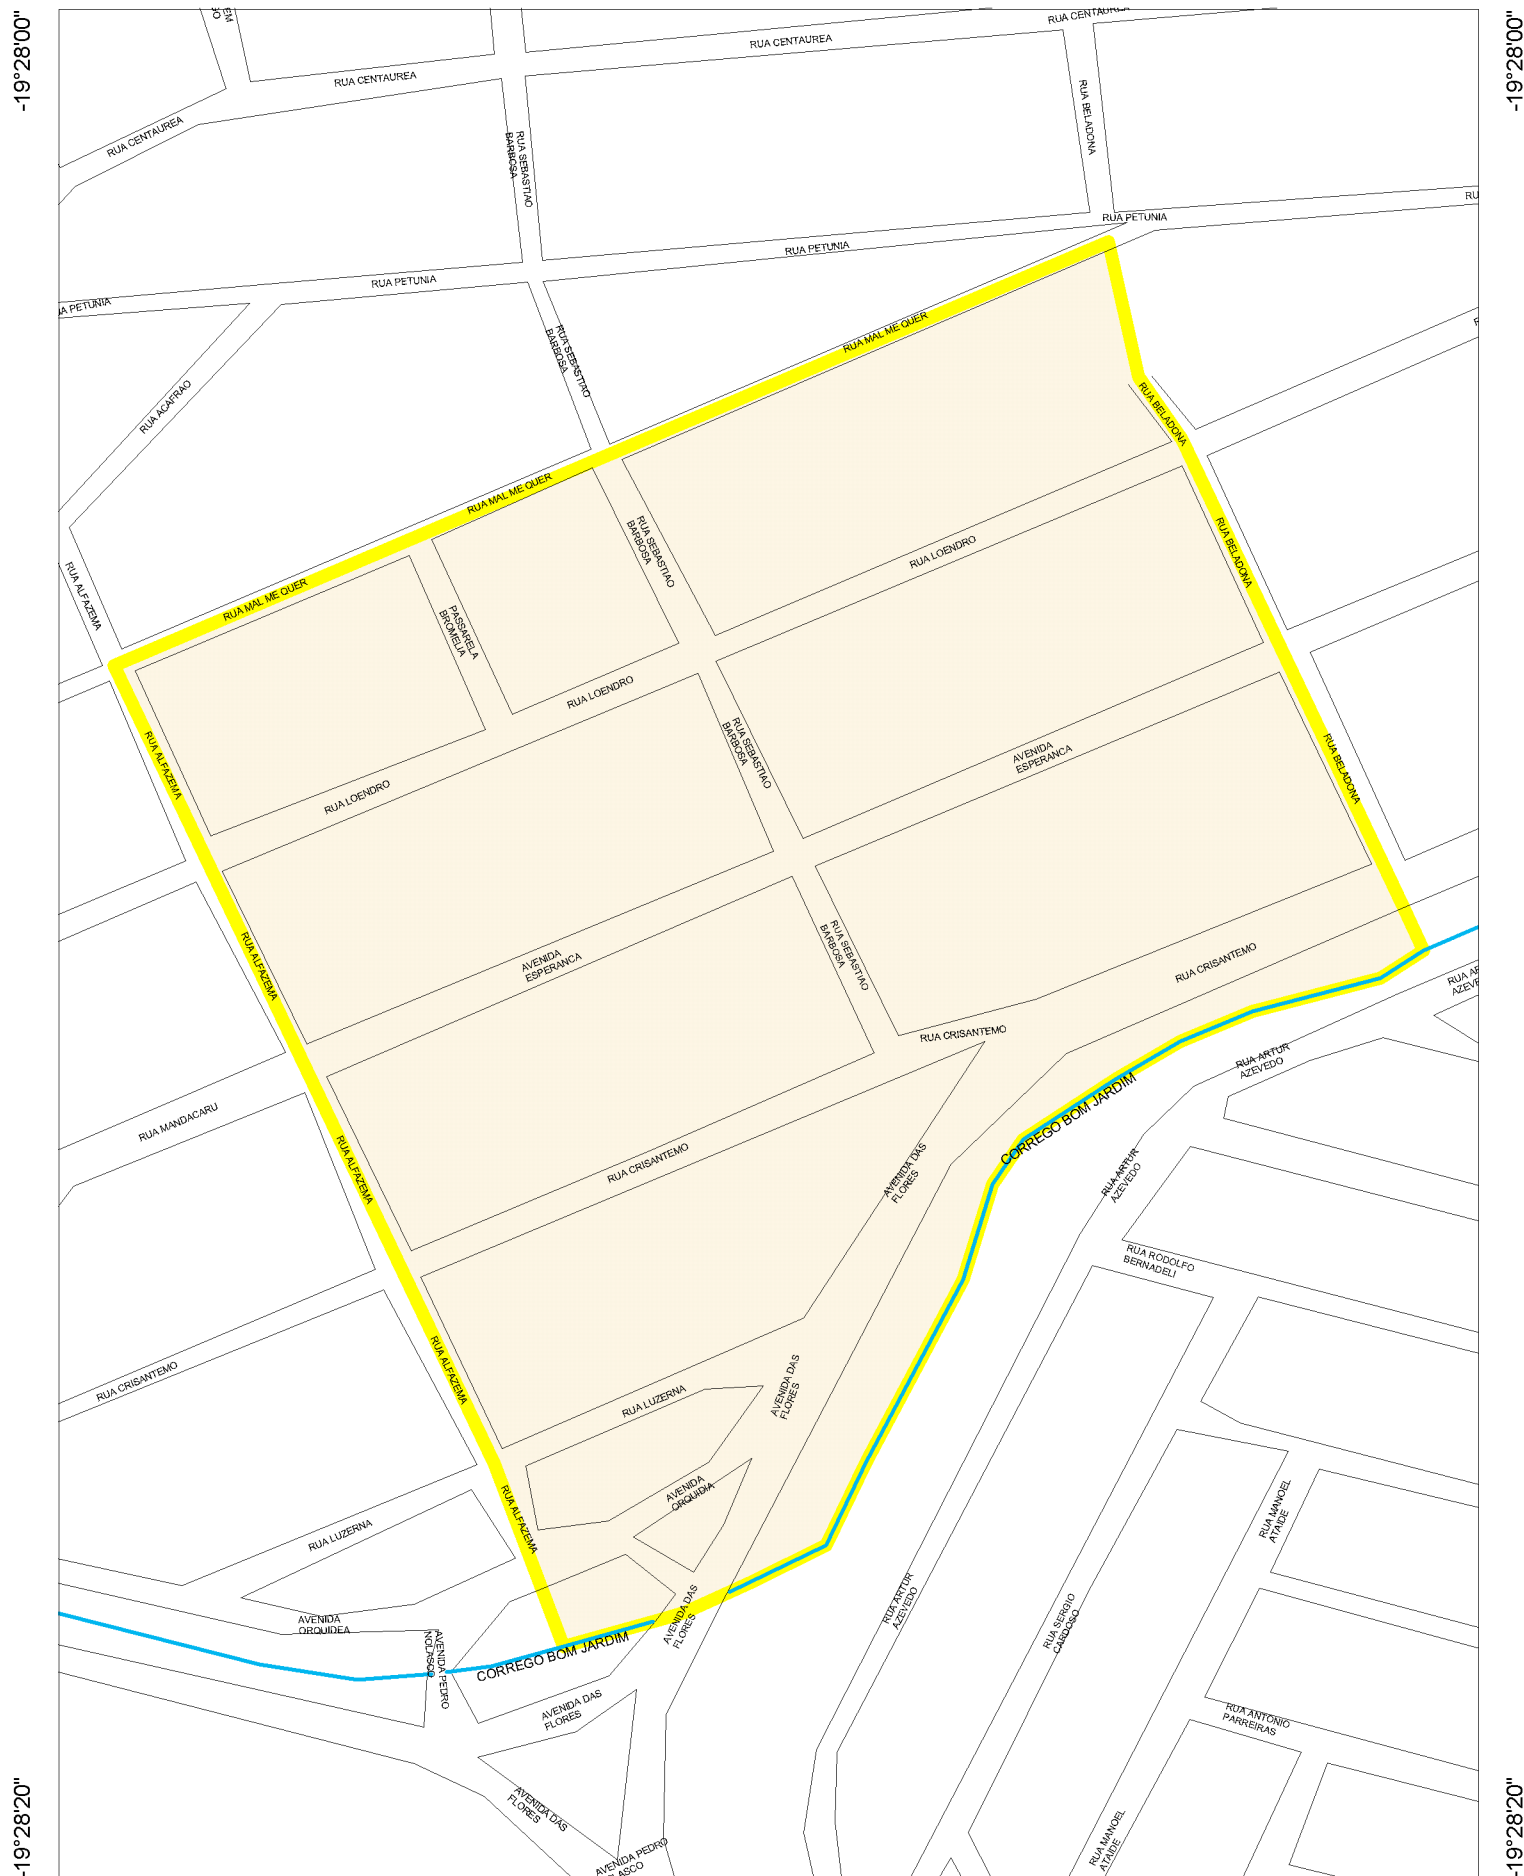 -19°28'00"
-19°28'00"
RUA CENTAUREA
RUA CENTAUREA
RUA CENTAUREA
RUA CENTAUREA
RUA SEBASTIAO
BARBOSA
RUA BELADONA
RUA PETUNIA
RUA PETUNIA
RUA PETUNIA
PETUNIA
RUA SEBASTIAO
BARBOSA
RUA MAL ME QUER
RUA ACAFRAO
RUA BELADONA
RUA MAL ME QUER
RUA SEBASTIAO
BARBOSA
RUA LOENDRO
RUA BELADONA
RUA ALFAZEMA
RUA MAL ME QUER
PASSARELA
BROMELIA
RUA LOENDRO
RUA ALFAZEMA
RUA SEBASTIAO
BARBOSA
AVENIDA
ESPERANCA
RUA BELADONA
RUA LOENDRO
RUA ALFAZEMA
AVENIDA
ESPERANCA
RUA SEBASTIAO
BARBOSA
RUA CRISANTEMO
RUA
RUA CRISANTEMO
RUA ARTUR
AZEVEDO
RUA MANDACARU
CORREGO BOM JARDIM
RUA ALFAZEMA
RUA CRISANTEMO
AVENIDA DAS
FLORES
RUA ARTUR
AZEVEDO
RUA RODOLFO
BERNADELI
RUA CRISANTEMO
RUA ALFAZEMA
RUA LUZERNA
AVENIDA DAS
FLORES
AVENIDA
ORQUIDIA
RUA ALFAZEMA
RUA LUZERNA
RUA MANOEL
ATAIDE
AVENIDA
ORQUIDEA
AVENIDA PEDRO
NOLASCO
CORREGO BOM JARDIM
AVENIDA DAS
FLORES
RUA ARTUR
AZEVEDO
RUA SERGIO
CARDOSO
AVENIDA DAS
FLORES
RUA ANTONIO
PARREIRAS
AVENIDA DAS
FLORES
AVENIDA PEDRO
RUA MANOEL
ATAIDE
-19°28'20"
-19°28'20"